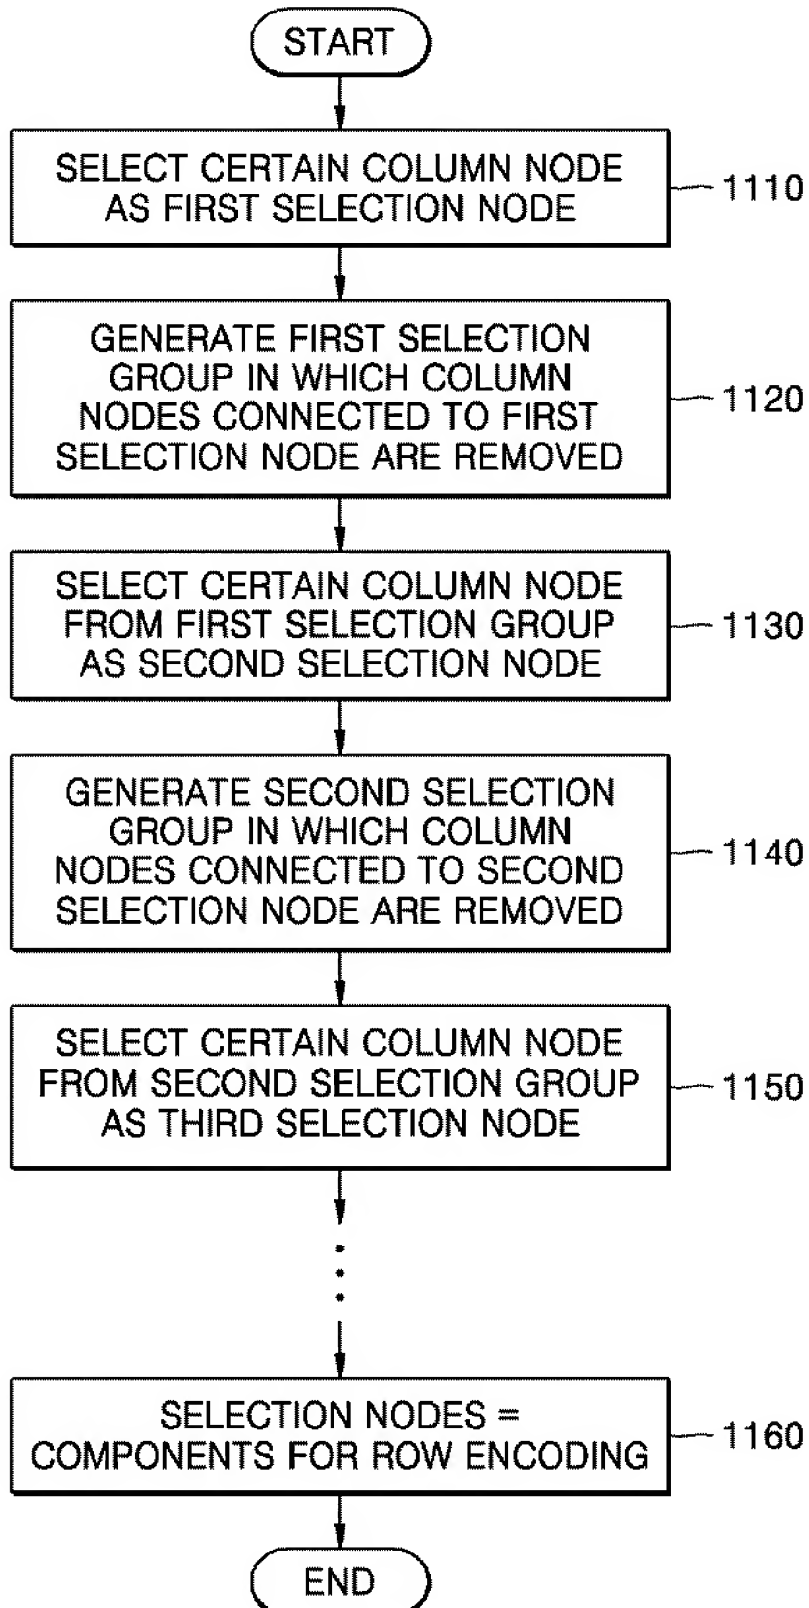 START
SELECT CERTAIN COLUMN NODE
AS FIRST SELECTION NODE
1110
GENERATE FIRST SELECTION
GROUP IN WHICH COLUMN
NODES CONNECTED TO FIRST
SELECTION NODE ARE REMOVED
1120
SELECT CERTAIN COLUMN NODE
FROM FIRST SELECTION GROUP
AS SECOND SELECTION NODE
1130
GENERATE SECOND SELECTION
GROUP IN WHICH COLUMN
NODES CONNECTED TO SECOND
SELECTION NODE ARE REMOVED
1140
SELECT CERTAIN COLUMN NODE
FROM SECOND SELECTION GROUP
AS THIRD SELECTION NODE
1150
SELECTION NODES =
COMPONENTS FOR ROW ENCODING
1160
END